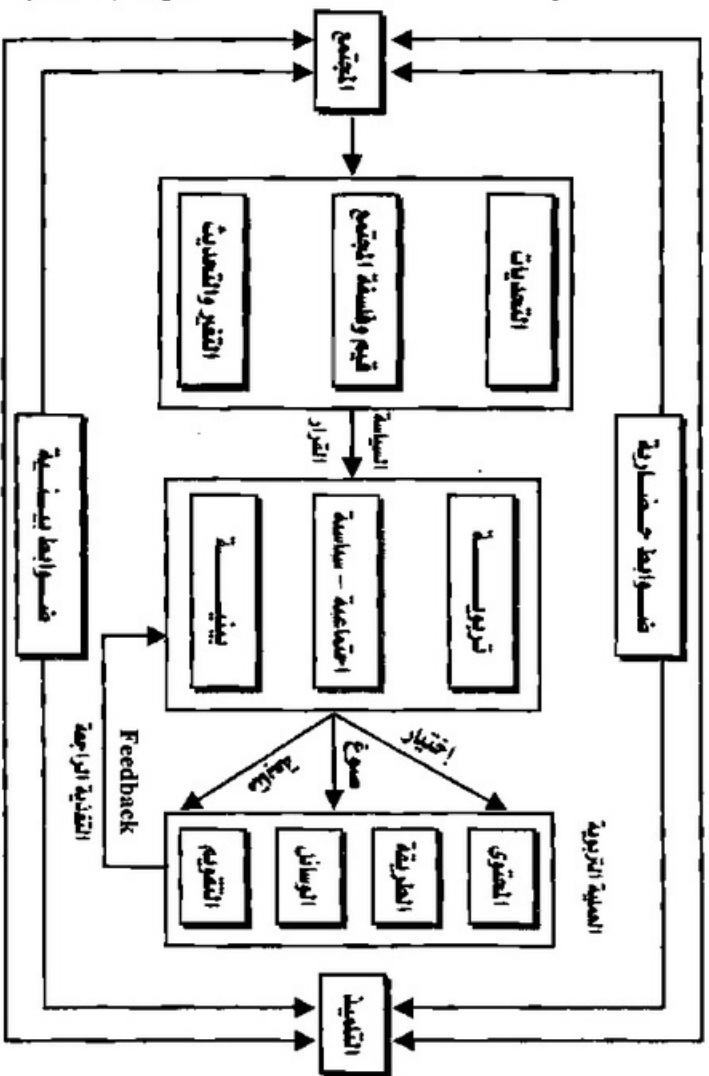 المجتمع
التحديات
قيم وفلسفة المجتمع
التغير والتحديث
السياسة
القرار
ضوابط حضارية
ضوابط بيئية
تربوية
اجتماعية - سياسية
بيئية
اختيار
صوغ
متابعة
العملية التربوية
المحتوى
الطريقة
الوسائل
التقويم
Feedback
التغذية الراجعة
التلميذ